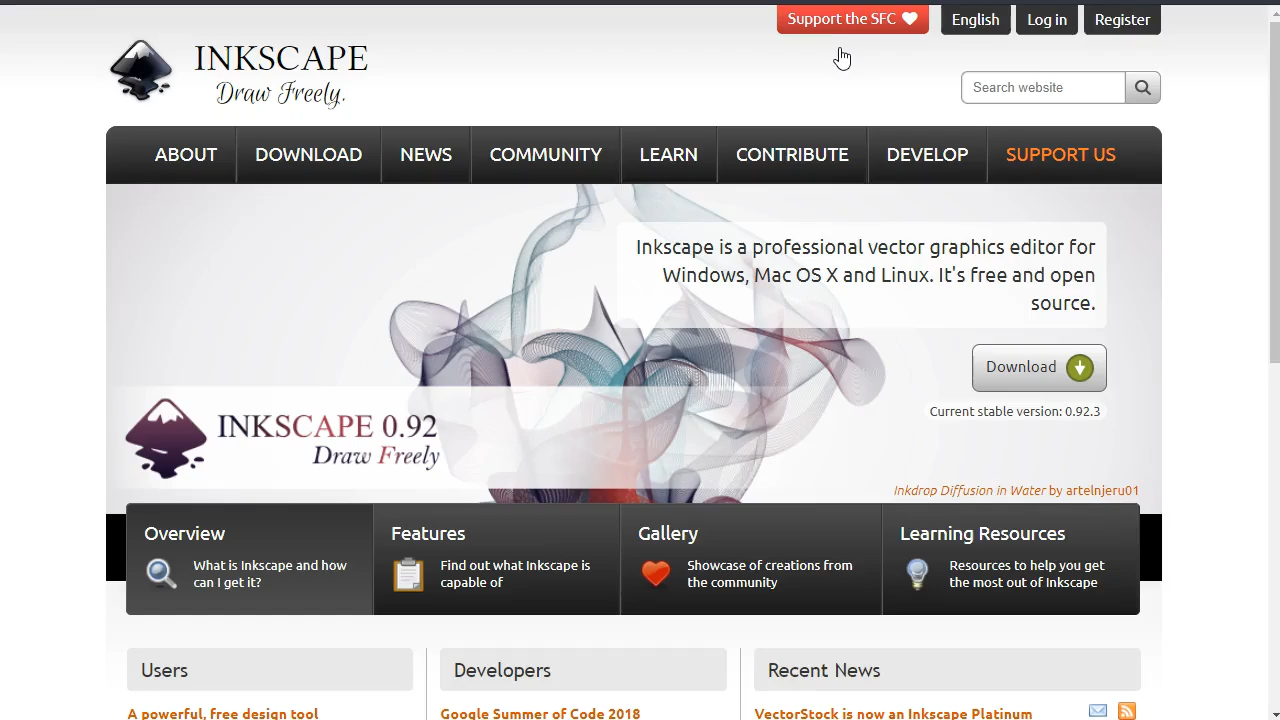 Support the SFC
English
Log in
Register
INKSCAPE
Draw Freely.
Search website
ABOUT
DOWNLOAD
NEWS
COMMUNITY
LEARN
CONTRIBUTE
DEVELOP
SUPPORT US
Inkscape is a professional vector graphics editor for
Windows, Mac OS X and Linux. It's free and open
source.
Download
Current stable version: 0.92.3
INKSCAPE 0.92
Draw Freely
Inkdrop Diffusion in Water by artelnjeru01
Overview
What is Inkscape and how
can I get it?
Features
Find out what Inkscape is
capable of
Gallery
Showcase of creations from
the community
Learning Resources
Resources to help you get
the most out of Inkscape
Users
A powerful, free design tool
Developers
Google Summer of Code 2018
Recent News
VectorStock is now an Inkscape Platinum